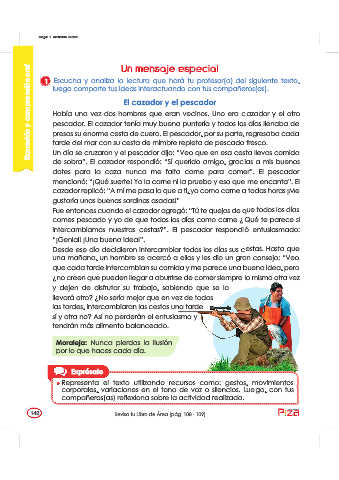 Un mensaje especial
1 Escucha y analiza la lectura que hará tu profesor(a) del siguiente texto,
luego comparte tus ideas interactuando con tus compañeros(as).
El cazador y el pescador
Había una vez dos hombres que eran vecinos. Uno era cazador y el otro
pescador. El cazador tenía muy buena puntería y todos los días llenaba de
presas su enorme cesta de cuero. El pescador, por su parte, regresaba cada
tarde del mar con su cesta de mimbre repleta de pescado fresco.
Un día se cruzaron y el pescador dijo: “Veo que en esa cesta llevas comida
de sobra”. El cazador respondió: “Sí querido amigo, gracias a mis buenos
dotes para la caza nunca me falta carne para comer”. El pescador
mencionó: “¡Qué suerte! Yo la carne ni la pruebo y eso que me encanta”. El
cazador replicó: “A mí me pasa lo que a ti, ¡yo como carne a todas horas ¡Me
gustaría unas buenas sardinas asadas!”
Fue entonces cuando el cazador agregó: “Tú te quejas de que todos los días
comes pescado y yo de que todos los días como carne ¿Qué te parece si
intercambiamos nuestras cestas?”. El pescador respondió entusiasmado:
“¡Genial! ¡Una buena idea!”.
Desde ese día decidieron intercambiar todos los días sus cestas. Hasta que
una mañana, un hombre se acercó a ellos y les dio un gran consejo: “Veo
que cada tarde intercambian su comida y me parece una buena idea, pero
¿no creen que pueden llegar a aburrirse de comer siempre lo mismo otra vez
y dejen de disfrutar su trabajo, sabiendo que se lo
llevará otro? ¿No sería mejor que en vez de todas
las tardes, intercambiaran las cestas una tarde
sí y otra no? Así no perderán el entusiasmo y
tendrán más alimento balanceado.
Moraleja: Nunca pierdas la ilusión
por lo que haces cada día.
Exprésalo
Representa el texto utilizando recursos como: gestos, movimientos
corporales, variaciones en el tono de voz o silencios. Luego, con tus
compañeros(as) reflexiona sobre la actividad realizada.
142
Revisa tu Libro de Área (pág. 108 - 109)